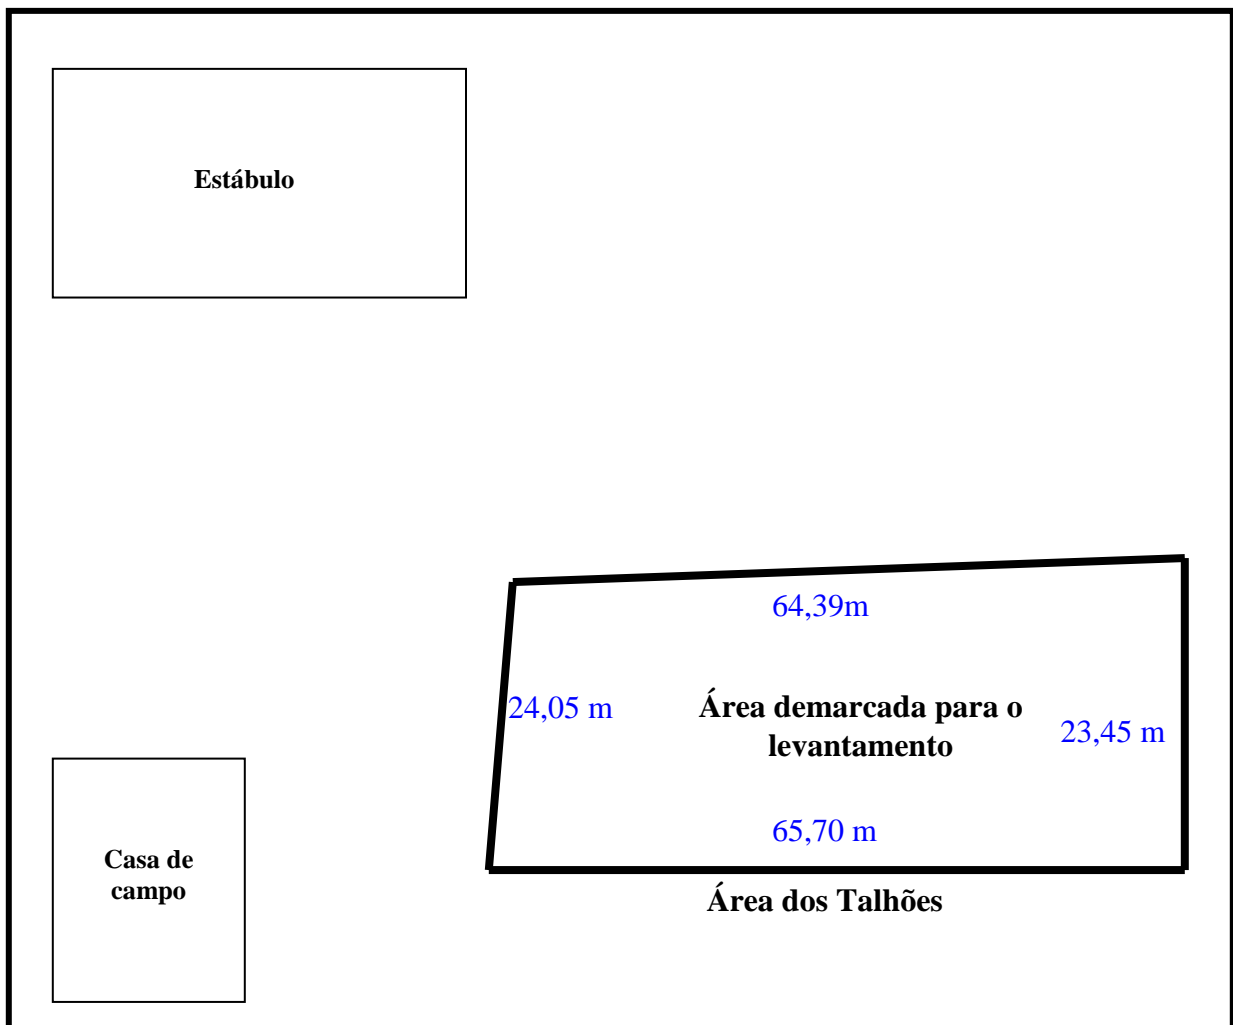 Estábulo
64,39m
24,05 m
Área demarcada para o
levantamento
23,45 m
65,70 m
Casa de
campo
Área dos Talhões